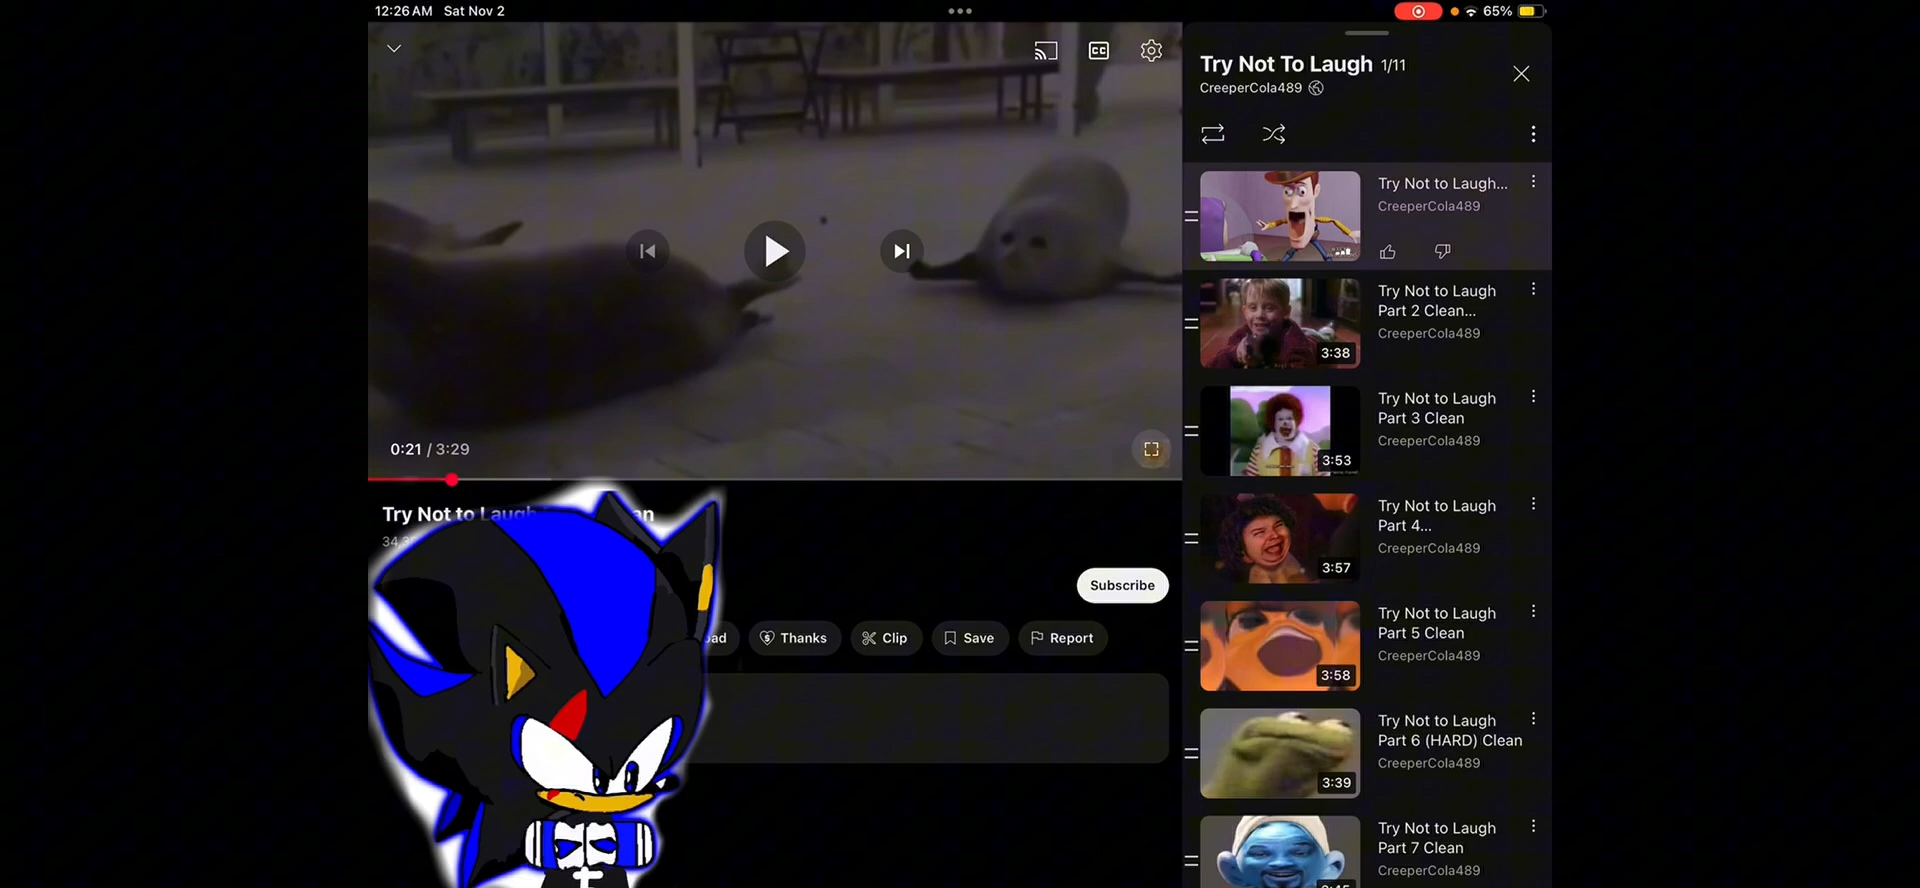 12:26 AM Sat Nov 2
65%
CC
0:21 / 3:29
Try Not to Laugh
Subscribe
Thanks
Clip
Save
Report
Try Not To Laugh 1/11
CreeperCola489
Try Not to Laugh...
CreeperCola489
Try Not to Laugh
Part 2 Clean...
CreeperCola489
3:38
Try Not to Laugh
Part 3 Clean
CreeperCola489
3:53
Try Not to Laugh
Part 4...
CreeperCola489
3:57
Try Not to Laugh
Part 5 Clean
CreeperCola489
3:58
Try Not to Laugh
Part 6 (HARD) Clean
CreeperCola489
3:39
Try Not to Laugh
Part 7 Clean
CreeperCola489